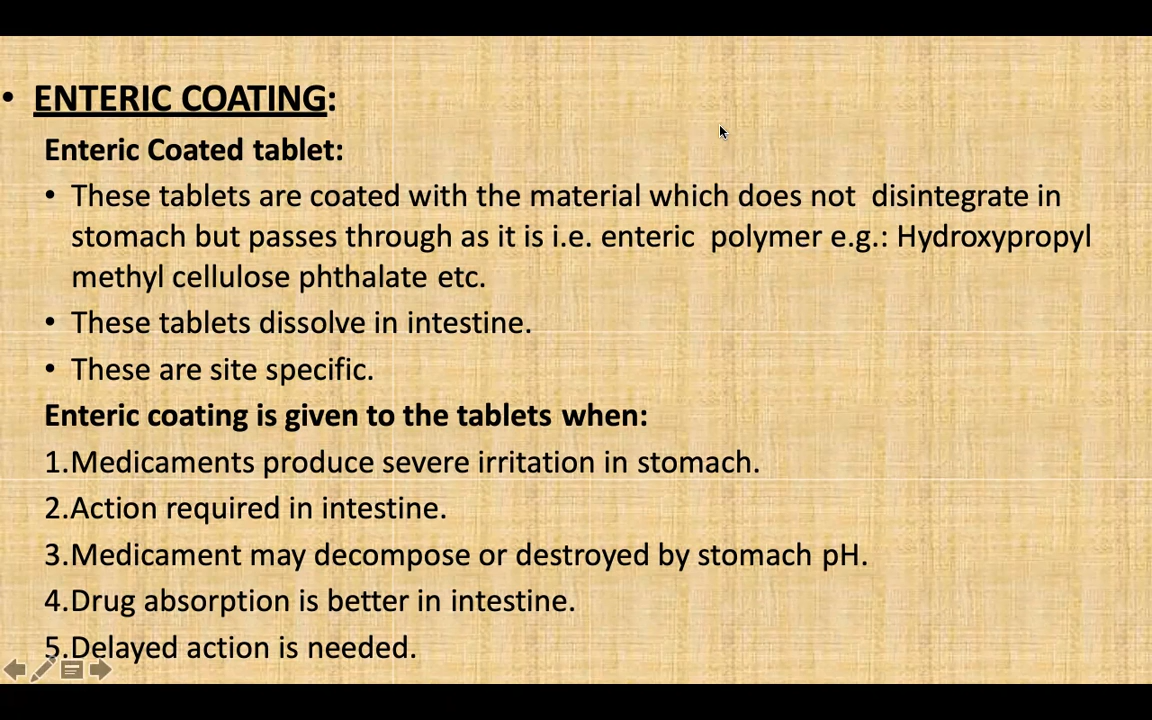 • ENTERIC COATING:
Enteric Coated tablet:
• These tablets are coated with the material which does not disintegrate in
stomach but passes through as it is i.e. enteric polymer e.g.: Hydroxypropyl
methyl cellulose phthalate etc.
• These tablets dissolve in intestine.
• These are site specific.
Enteric coating is given to the tablets when:
1.Medicaments produce severe irritation in stomach.
2.Action required in intestine.
3.Medicament may decompose or destroyed by stomach pH.
4.Drug absorption is better in intestine.
5.Delayed action is needed.